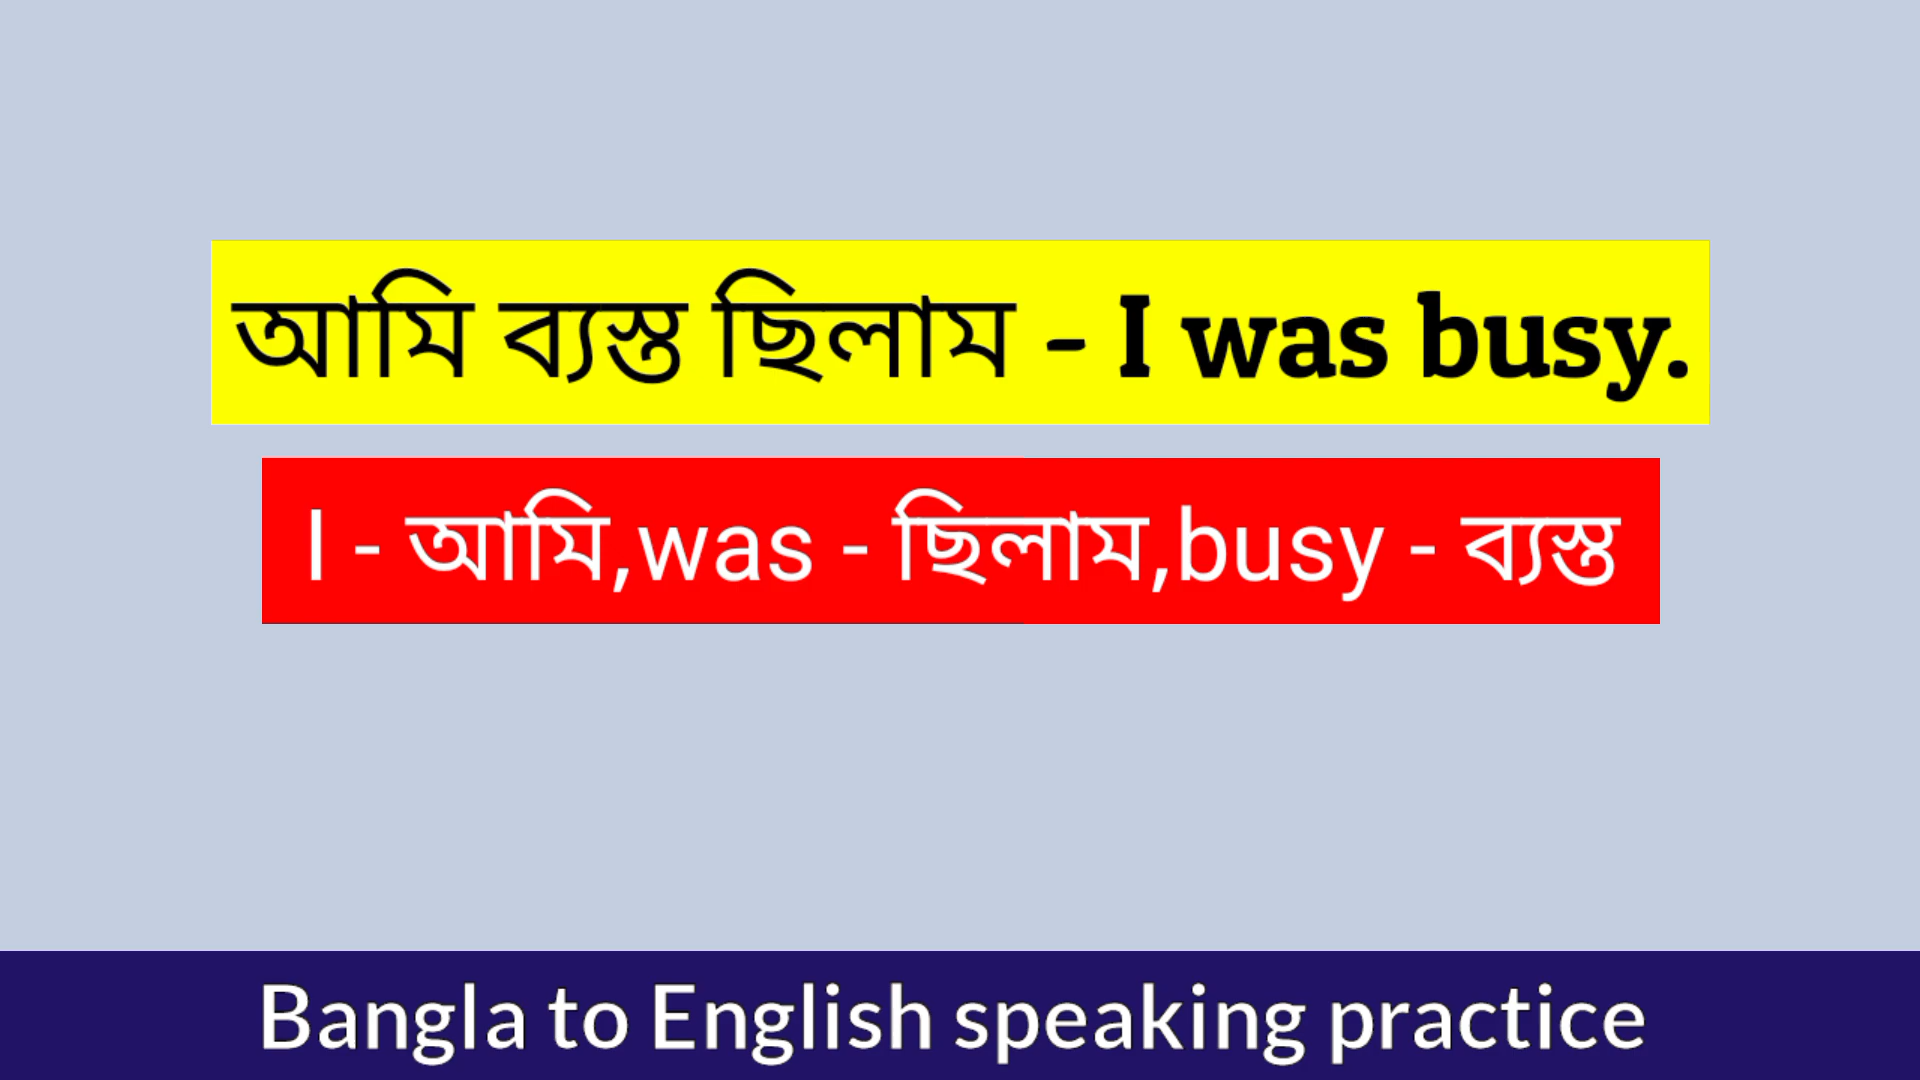 আমি ব্যস্ত ছিলাম - I was busy.
I - আমি,was - ছিলাম,busy - ব্যস্ত
Bangla to English speaking practice